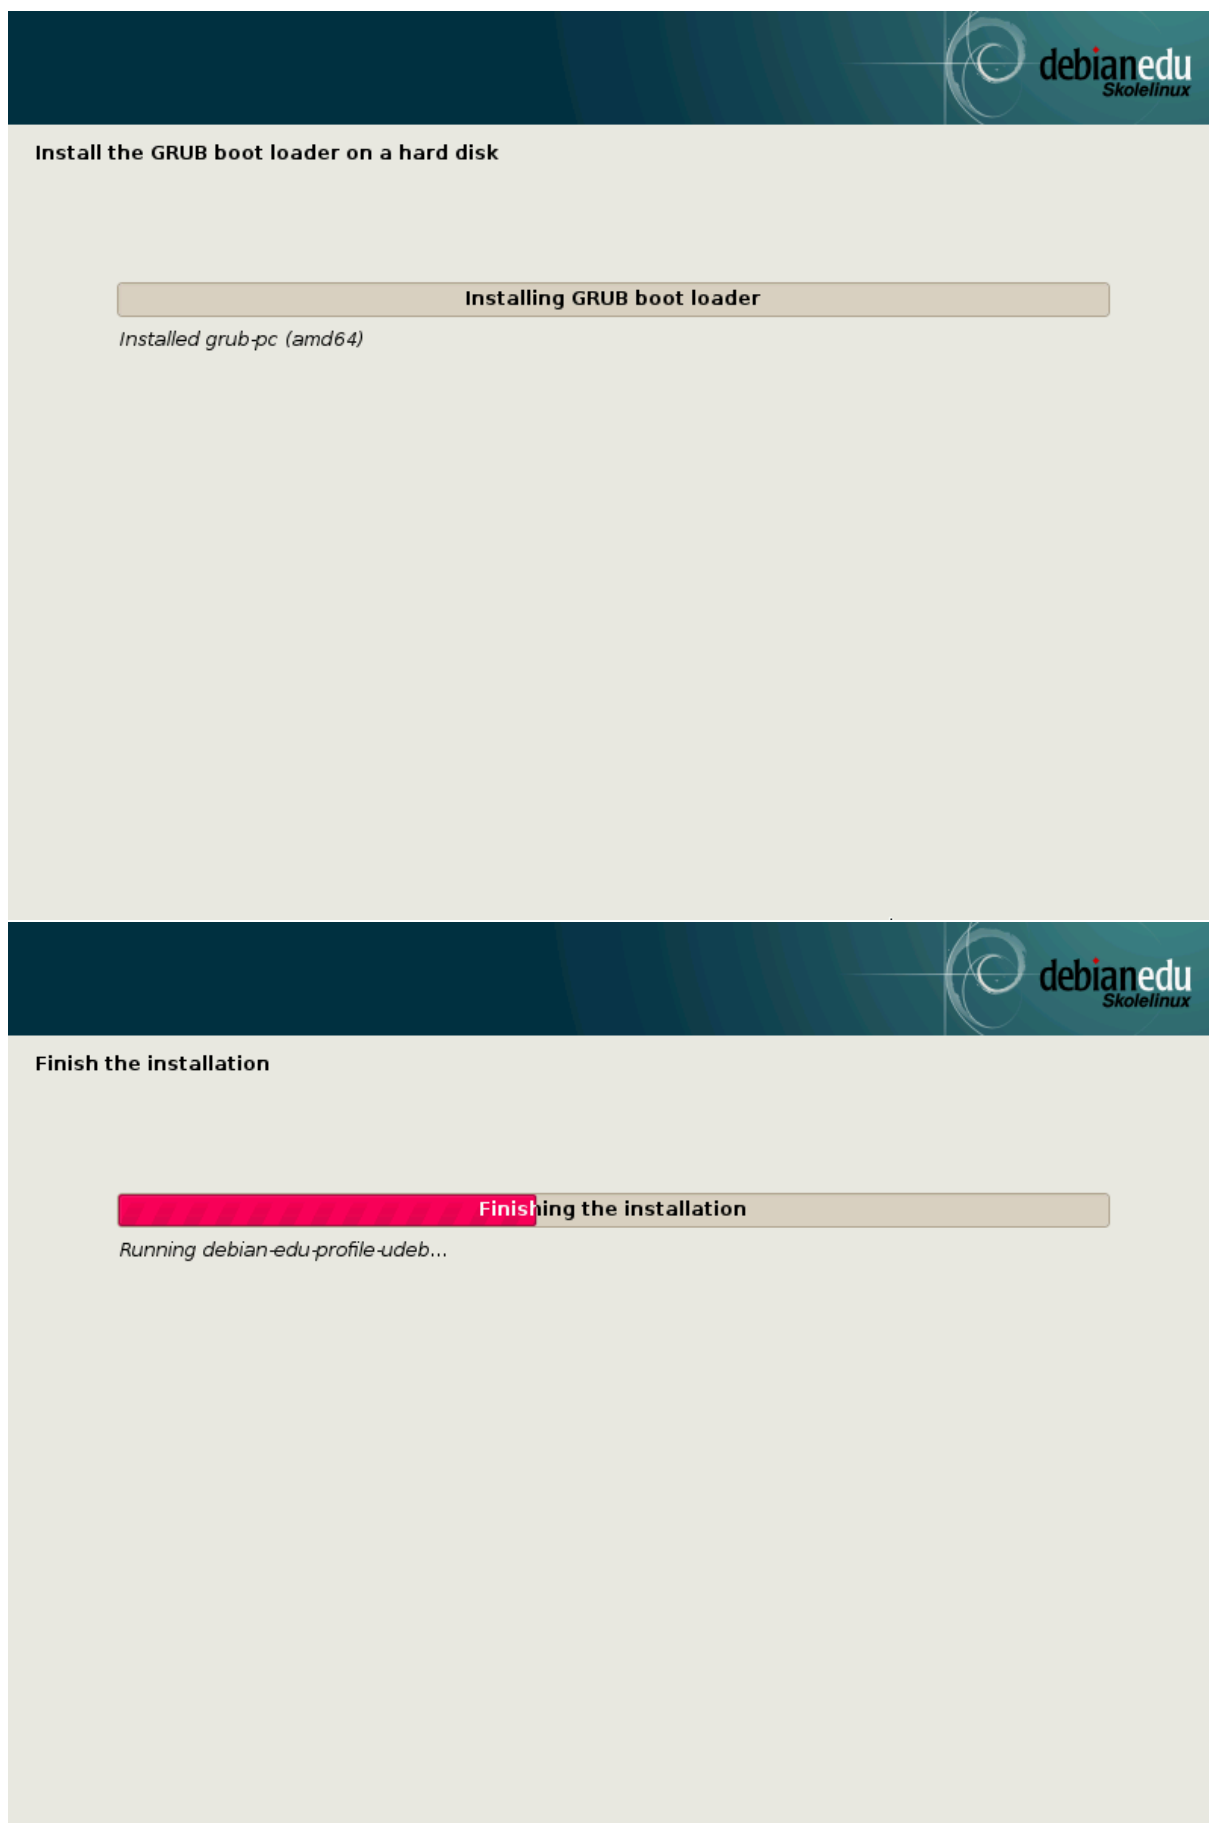 debianedu
Skolelinux
Install the GRUB boot loader on a hard disk
Installing GRUB boot loader
Installed grub-pc (amd64)
debianedu
Skolelinux
Finish the installation
Finishing the installation
Running debian-edu-profile-udeb...